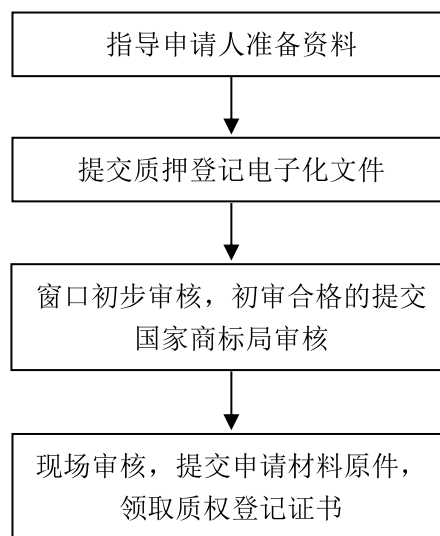 指导申请人准备资料
提交质押登记电子化文件
窗口初步审核，初审合格的提交
国家商标局审核
现场审核，提交申请材料原件，
领取质权登记证书